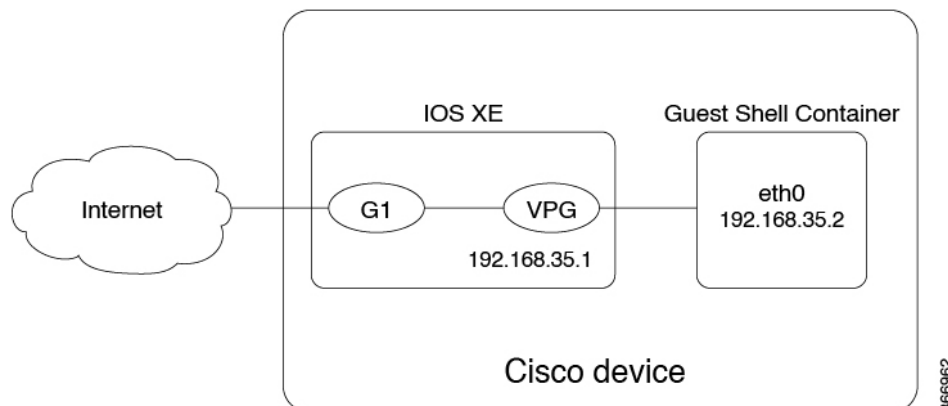 IOS XE
Guest Shell Container
Internet
G1
VPG
eth0
192.168.35.2
192.168.35.1
Cisco device